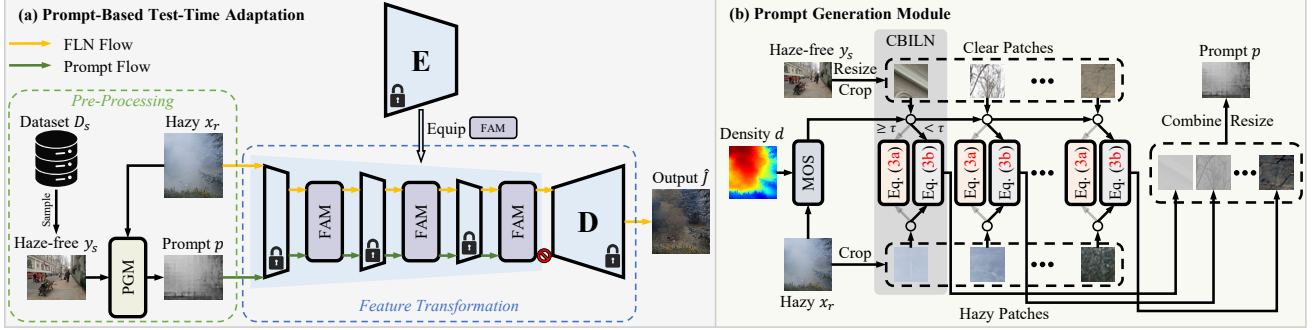 (a) Prompt-Based Test-Time Adaptation
FLN Flow
Prompt Flow
E
Equip FAM
Pre-Processing
Dataset D_s
Hazy x_r
Sample
Haze-free y_s
PGM
Prompt p
FAM
FAM
FAM
D
Output Ĵ
Feature Transformation
(b) Prompt Generation Module
CBILN
Haze-free y_s
Resize
Crop
Clear Patches
Prompt p
Combine Resize
Density d
MOS
≥ τ < τ
Eq. (3a) Eq. (3b) Eq. (3a) Eq. (3b) Eq. (3a) Eq. (3b)
Crop
Hazy x_r
Hazy Patches